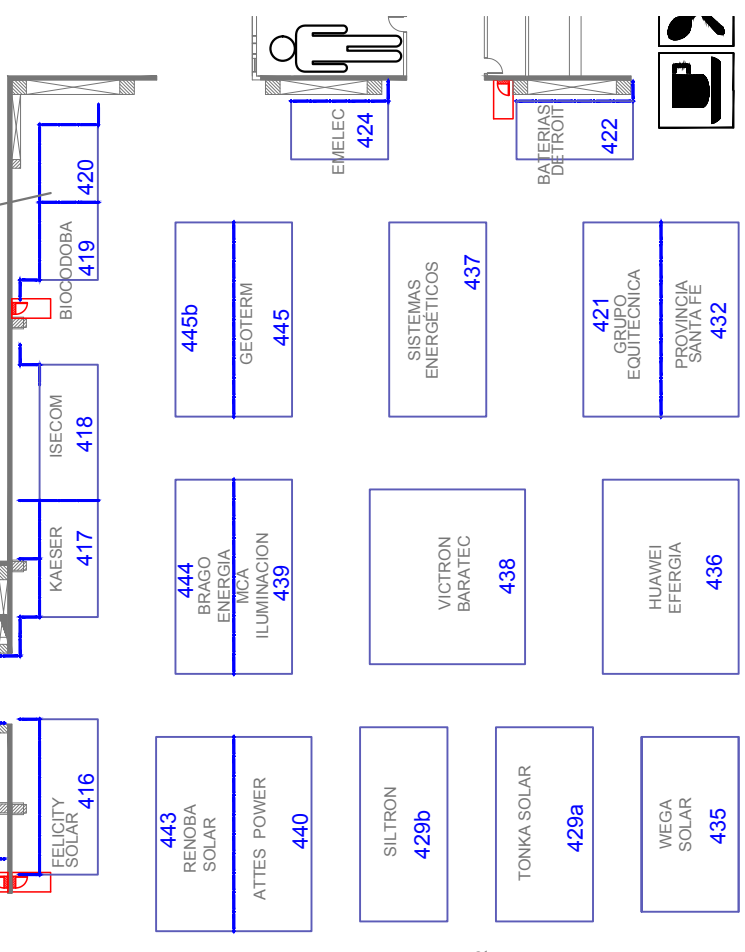 EMELEC
424
BATERIAS
DETROIT
422
420
BIOCODOBA
419
445b
GEOTERM
445
SISTEMAS
ENERGÉTICOS
437
421
GRUPO
EQUITECNICA
PROVINCIA
SANTA FE
432
ISECOM
418
KAESER
417
444
BRAGO
ENERGIA
MCA
ILUMINACION
439
VICTRON
BARATEC
438
HUAWEI
EFERGIA
436
FELICITY
SOLAR
416
443
RENOBA
SOLAR
ATTES POWER
440
SILTRON
429b
TONKA SOLAR
429a
WEGA
SOLAR
435